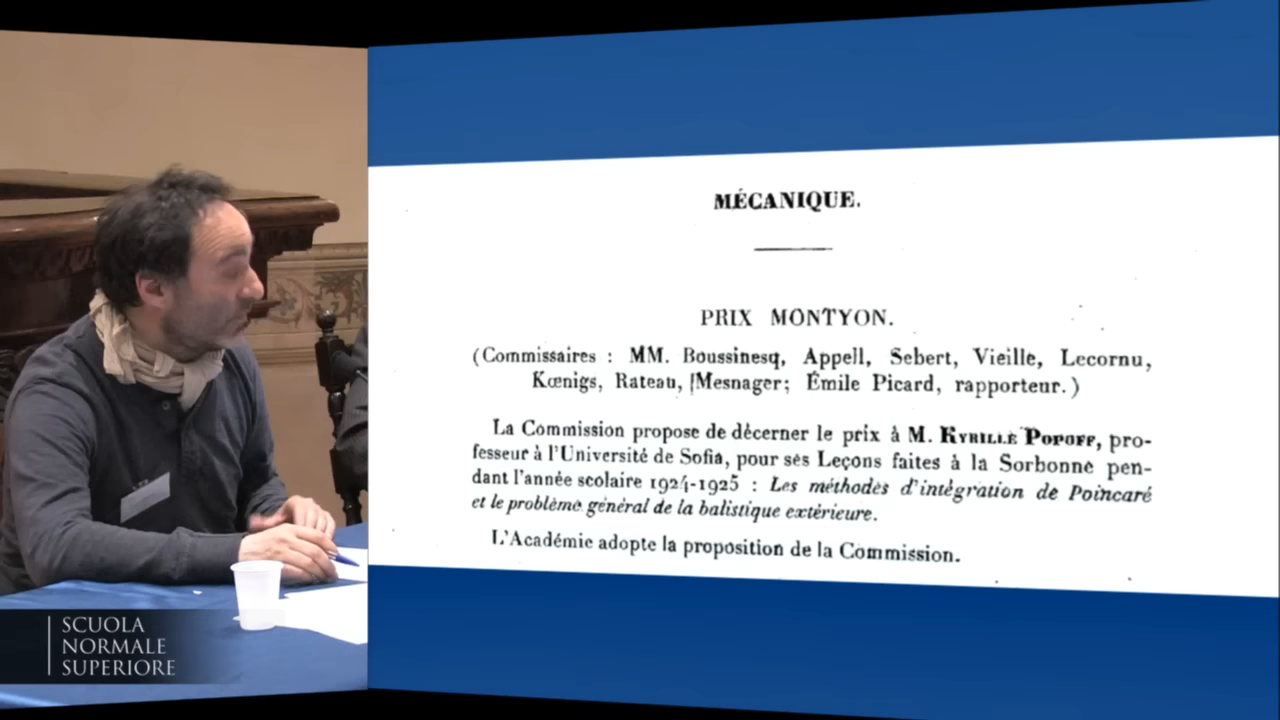 MÉCANIQUE.
PRIX MONTYON.
(Commissaires : MM. Boussinesq, Appell, Sebert, Vieille, Lecornu,
Kœnigs, Rateau, Mesnager; Émile Picard, rapporteur.)
La Commission propose de décerner le prix à M. KYRILLE POPOFF, pro-
fesseur à l'Université de Sofia, pour ses Leçons faites à la Sorbonne pen-
dant l'année scolaire 1924-1925 : Les méthodes d'intégration de Poincaré
et le problème général de la balistique extérieure.
L'Académie adopte la proposition de la Commission.
SCUOLA
NORMALE
SUPERIORE